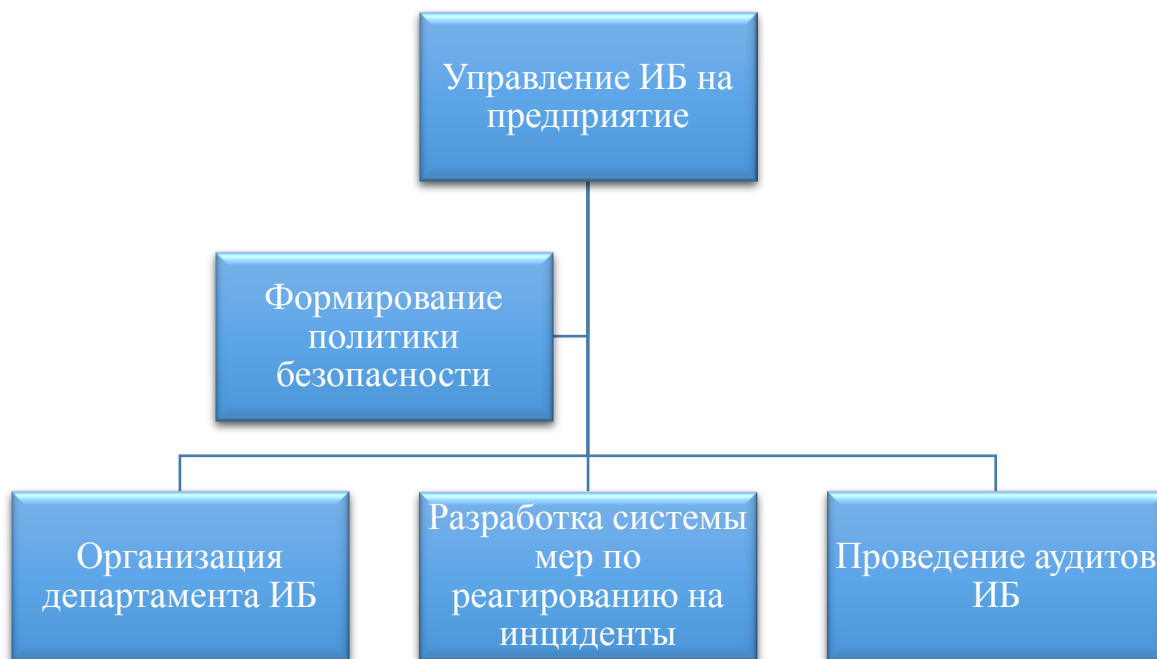 Управление ИБ на
предприятие
Формирование
политики
безопасности
Организация
департамента ИБ
Разработка системы
мер по
реагированию на
инциденты
Проведение аудитов
ИБ